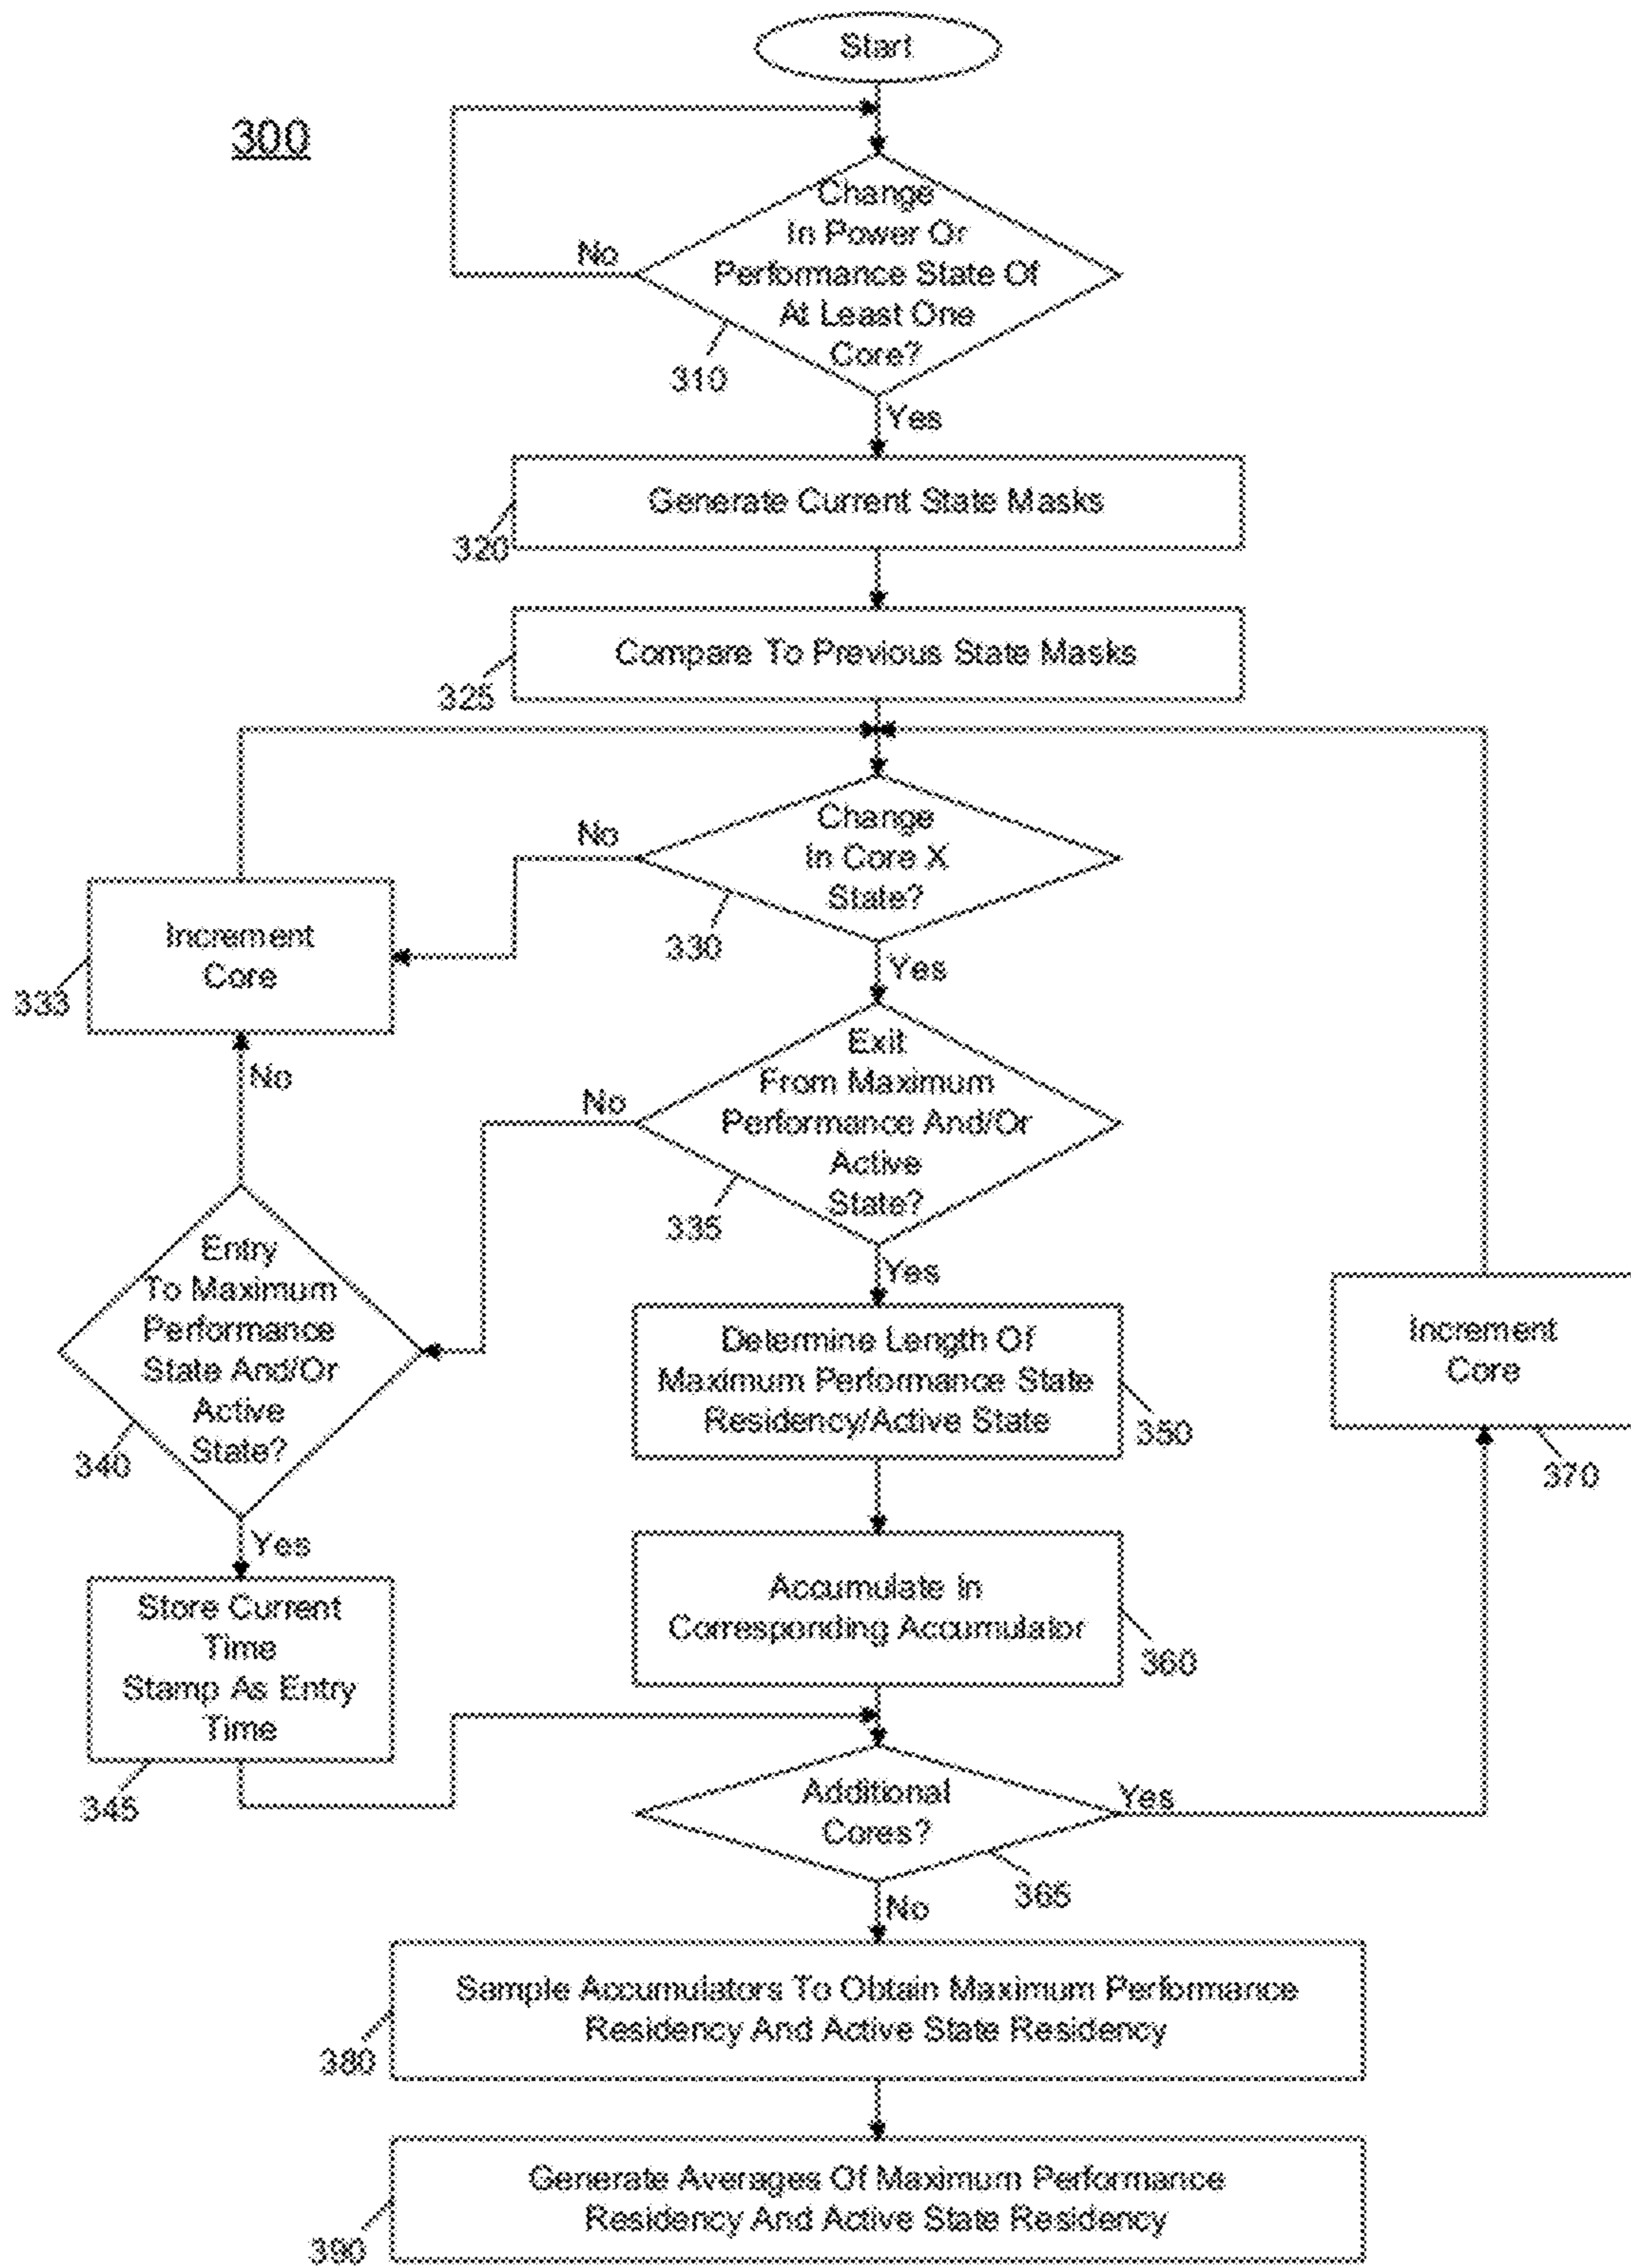 Start
300
Change
In Power Or
Performance State Of
At Least One
Core?
No
310
Yes
Generate Current State Masks
320
Compare To Previous State Masks
325
Change
In Core X
State?
No
330
Yes
Increment
Core
333
Exit
From Maximum
Performance And/Or
Active
State?
No
335
Yes
No
Entry
To Maximum
Performance
State And/Or
Active
State?
340
Yes
Determine Length Of
Maximum Performance State
Residency/Active State
350
Increment
Core
370
Store Current
Time
Stamp As Entry
Time
345
Accumulate In
Corresponding Accumulator
360
Additional
Cores?
Yes
365
No
Sample Accumulators To Obtain Maximum Performance
Residency And Active State Residency
380
Generate Averages Of Maximum Performance
Residency And Active State Residency
390